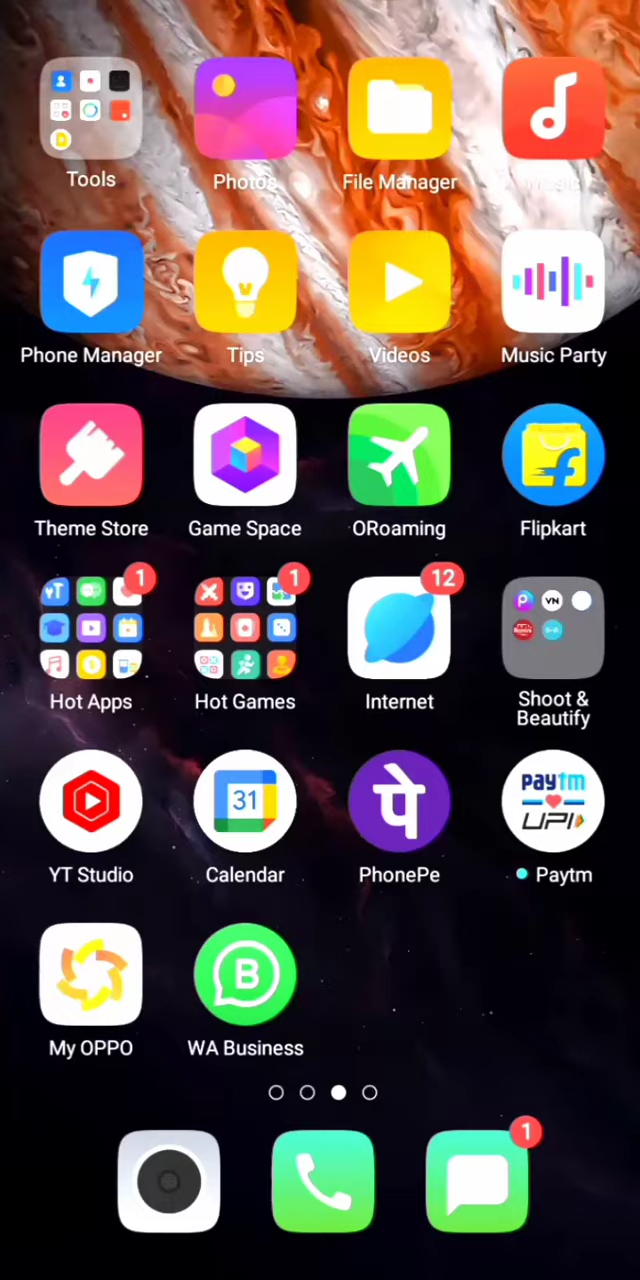 Tools
Photos
File Manager
Music
Phone Manager
Tips
Videos
Music Party
Theme Store
Game Space
ORoaming
Flipkart
1
1
12
VN
Hot Apps
Hot Games
Internet
Shoot &
Beautify
31
पे
paytm
UPI
YT Studio
Calendar
PhonePe
Paytm
B
My OPPO
WA Business
1